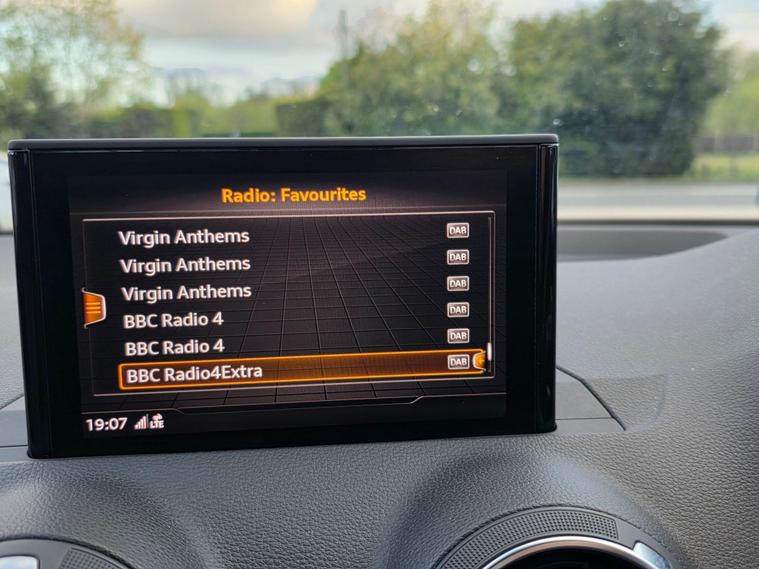 Radio: Favourites
Virgin Anthems DAB
Virgin Anthems DAB
Virgin Anthems DAB
BBC Radio 4 DAB
BBC Radio 4 DAB
BBC Radio4Extra DAB
19:07 LTE